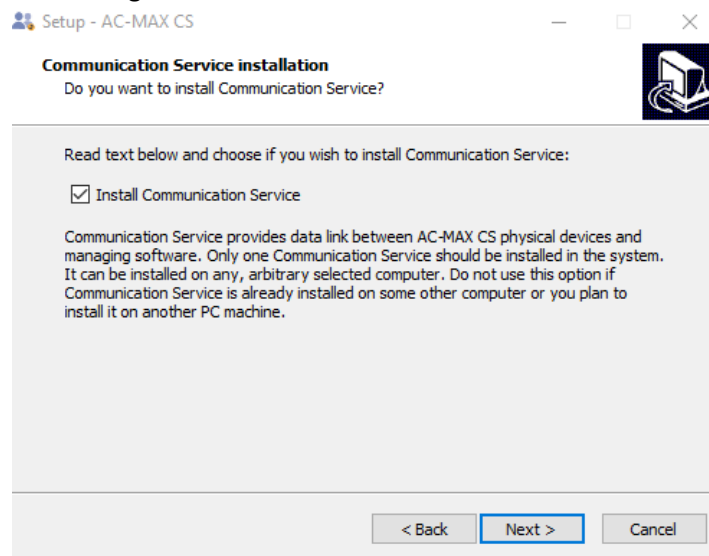 Setup - AC-MAX CS
Communication Service installation
Do you want to install Communication Service?
Read text below and choose if you wish to install Communication Service:
Install Communication Service
Communication Service provides data link between AC-MAX CS physical devices and
managing software. Only one Communication Service should be installed in the system.
It can be installed on any, arbitrary selected computer. Do not use this option if
Communication Service is already installed on some other computer or you plan to
install it on another PC machine.
< Back
Next >
Cancel